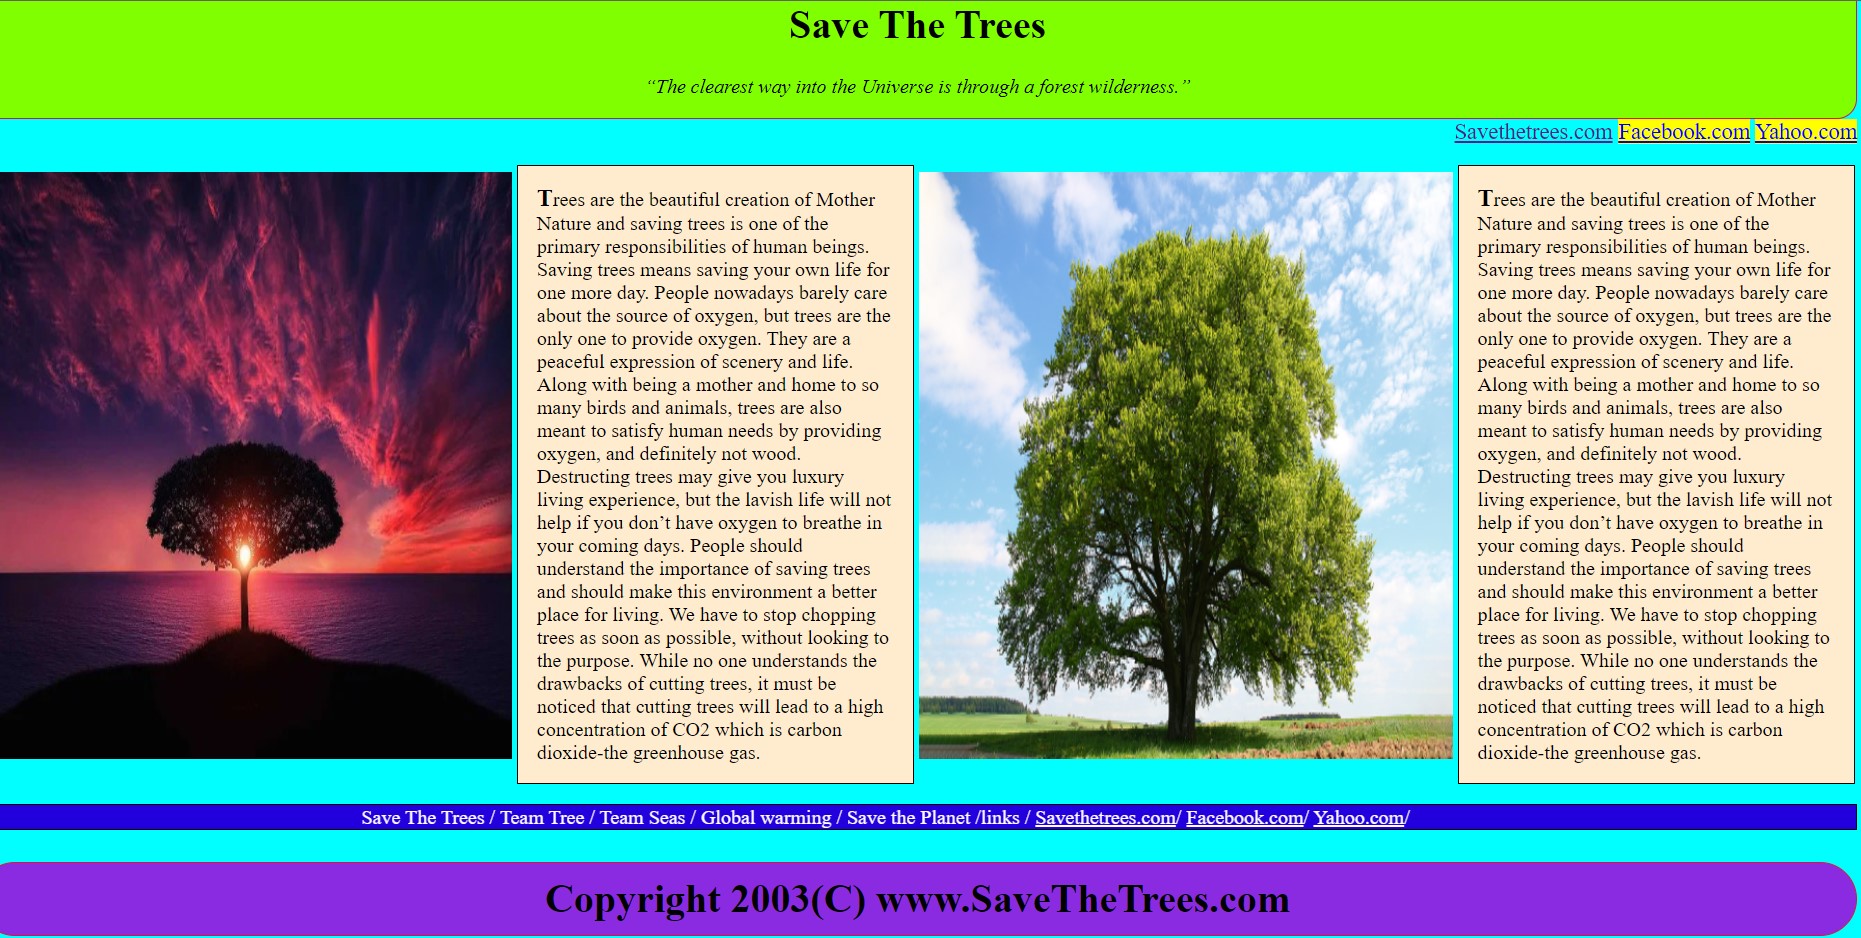 Save The Trees
“The clearest way into the Universe is through a forest wilderness.”
Savethetrees.com Facebook.com Yahoo.com
Trees are the beautiful creation of Mother
Nature and saving trees is one of the
primary responsibilities of human beings.
Saving trees means saving your own life for
one more day. People nowadays barely care
about the source of oxygen, but trees are the
only one to provide oxygen. They are a
peaceful expression of scenery and life.
Along with being a mother and home to so
many birds and animals, trees are also
meant to satisfy human needs by providing
oxygen, and definitely not wood.
Destructing trees may give you luxury
living experience, but the lavish life will not
help if you don’t have oxygen to breathe in
your coming days. People should
understand the importance of saving trees
and should make this environment a better
place for living. We have to stop chopping
trees as soon as possible, without looking to
the purpose. While no one understands the
drawbacks of cutting trees, it must be
noticed that cutting trees will lead to a high
concentration of CO2 which is carbon
dioxide-the greenhouse gas.
Trees are the beautiful creation of Mother
Nature and saving trees is one of the
primary responsibilities of human beings.
Saving trees means saving your own life for
one more day. People nowadays barely care
about the source of oxygen, but trees are the
only one to provide oxygen. They are a
peaceful expression of scenery and life.
Along with being a mother and home to so
many birds and animals, trees are also
meant to satisfy human needs by providing
oxygen, and definitely not wood.
Destructing trees may give you luxury
living experience, but the lavish life will not
help if you don’t have oxygen to breathe in
your coming days. People should
understand the importance of saving trees
and should make this environment a better
place for living. We have to stop chopping
trees as soon as possible, without looking to
the purpose. While no one understands the
drawbacks of cutting trees, it must be
noticed that cutting trees will lead to a high
concentration of CO2 which is carbon
dioxide-the greenhouse gas.
Save The Trees / Team Tree / Team Seas / Global warming / Save the Planet /links / Savethetrees.com/ Facebook.com/ Yahoo.com/
Copyright 2003(C) www.SaveTheTrees.com